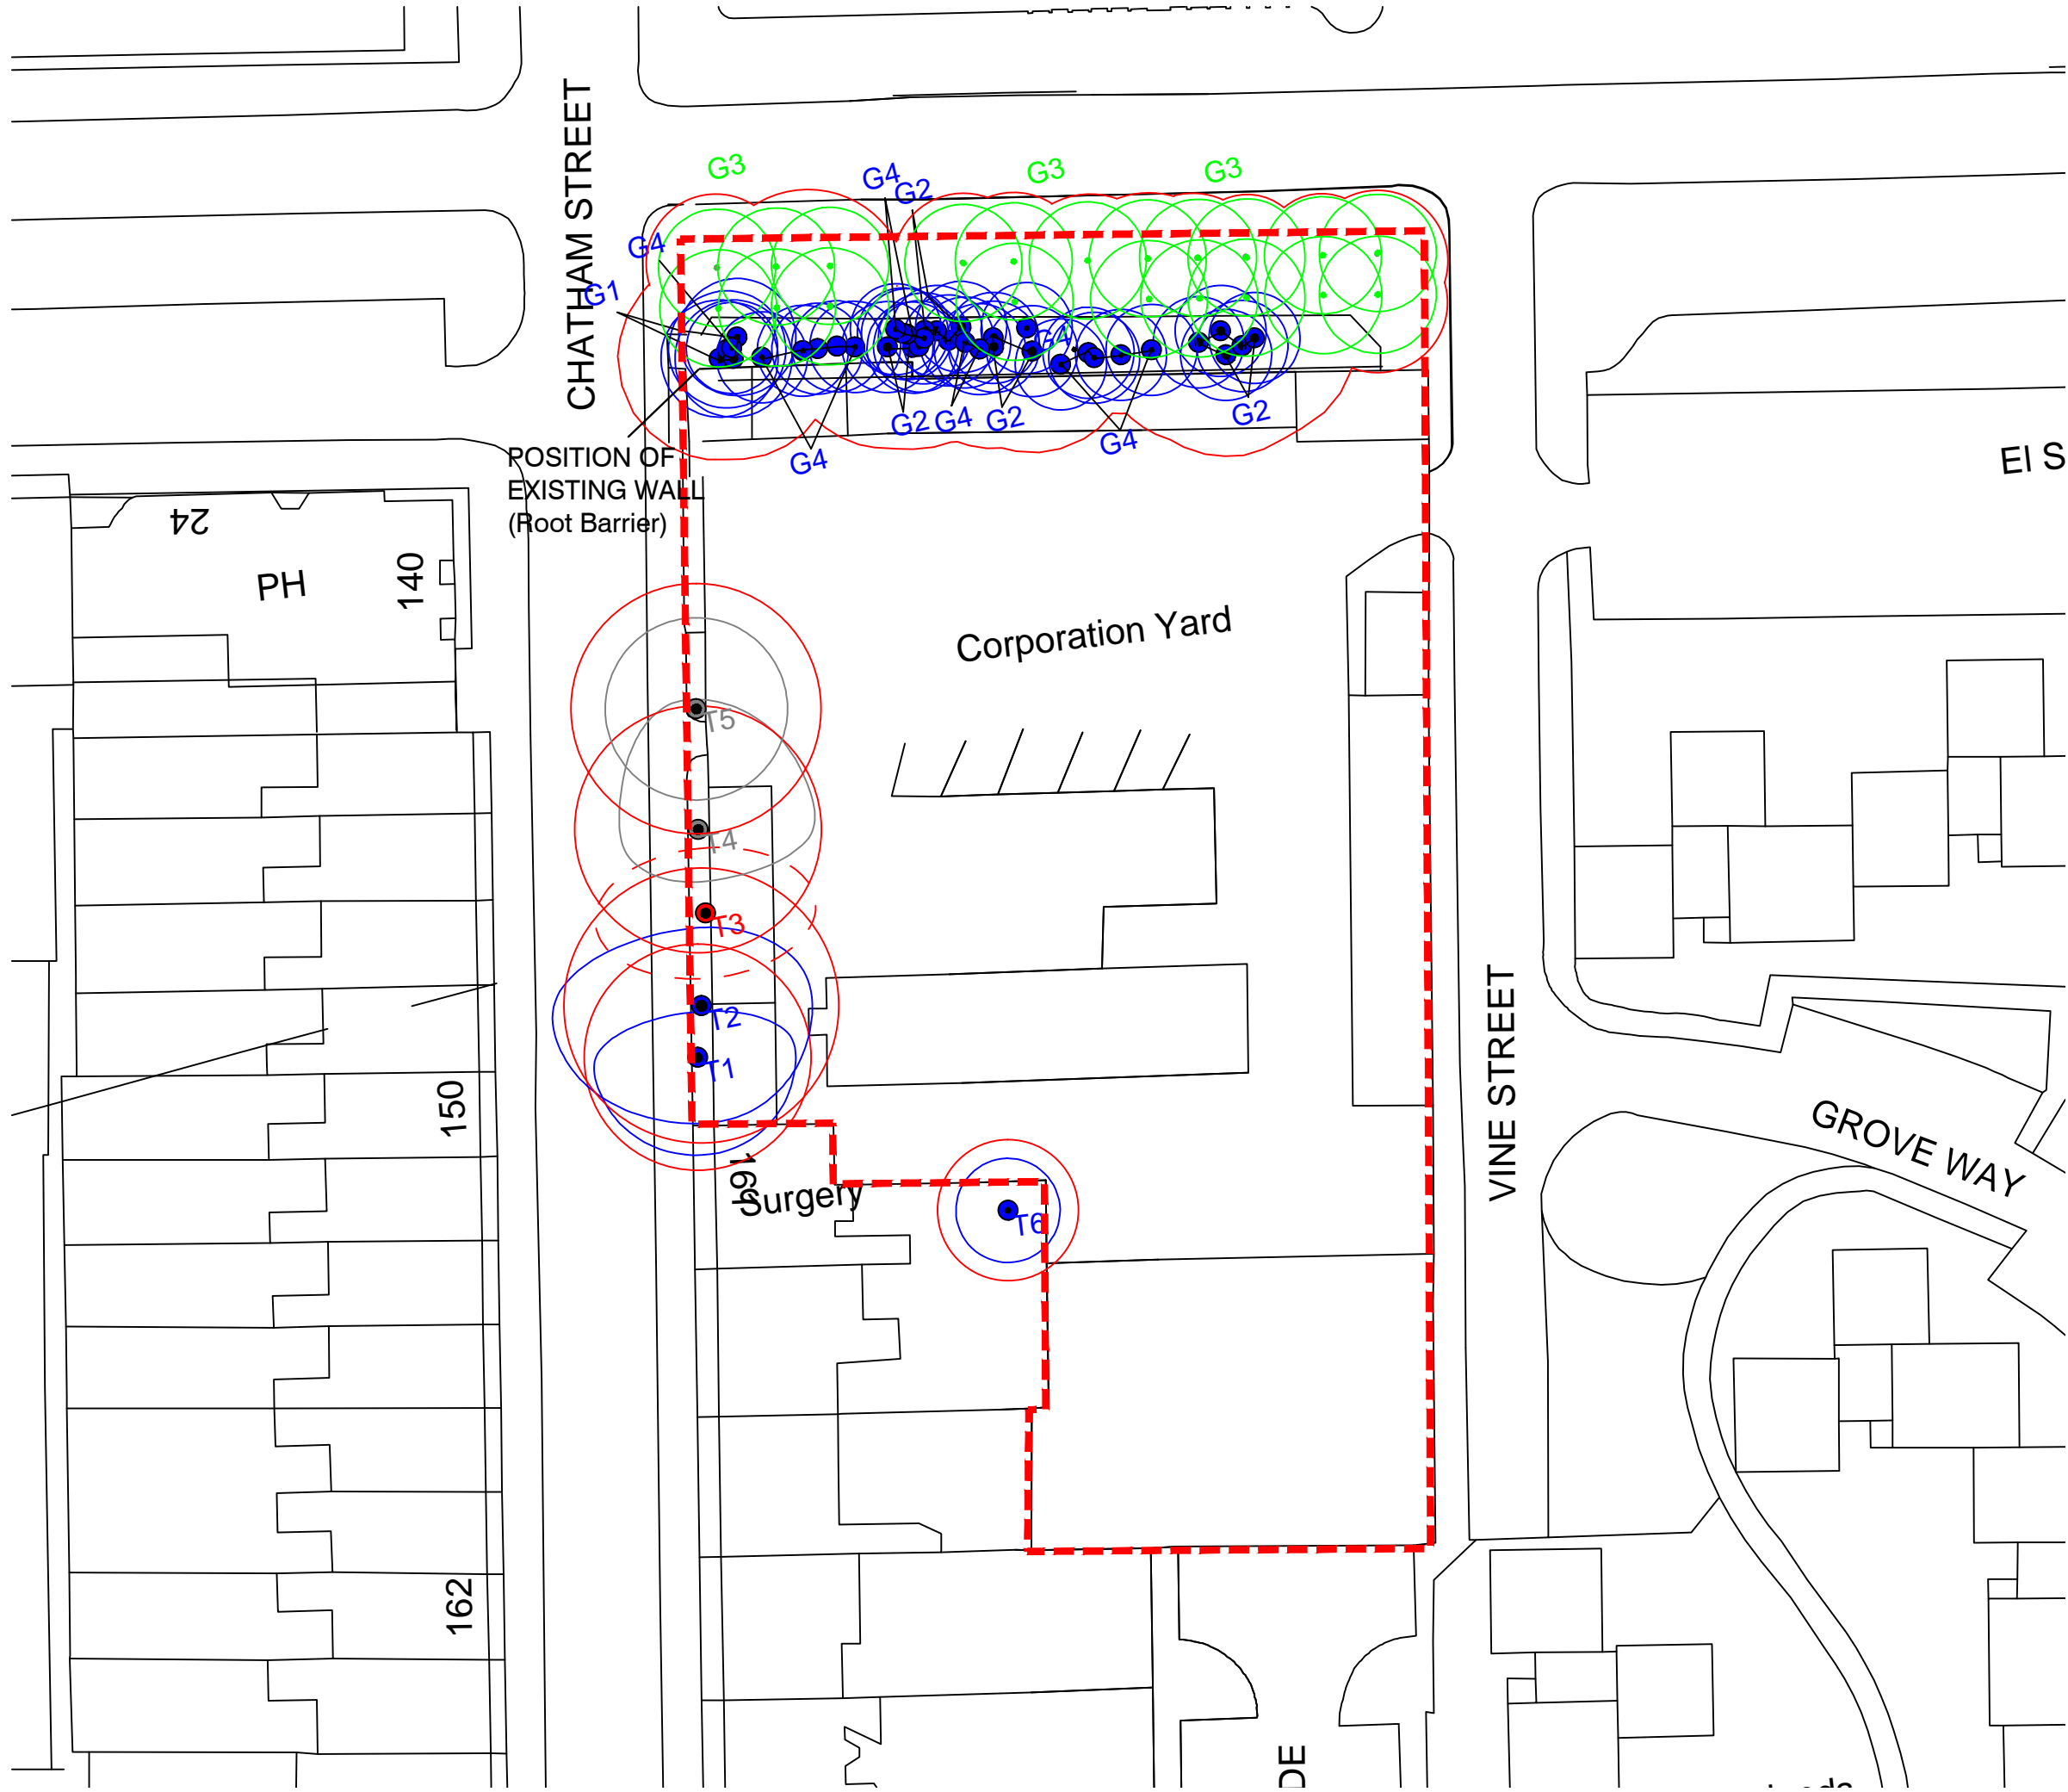 G3
G4
G2
G3
G3
CHATHAM STREET
G4
G1
G4
G2
G4
G2
G4
G2
G4
POSITION OF
EXISTING WALL
(Root Barrier)
El S
24
PH
140
Corporation Yard
T5
T4
T3
T2
T1
VINE STREET
GROVE WAY
150
164
Surgery
T6
162
DE